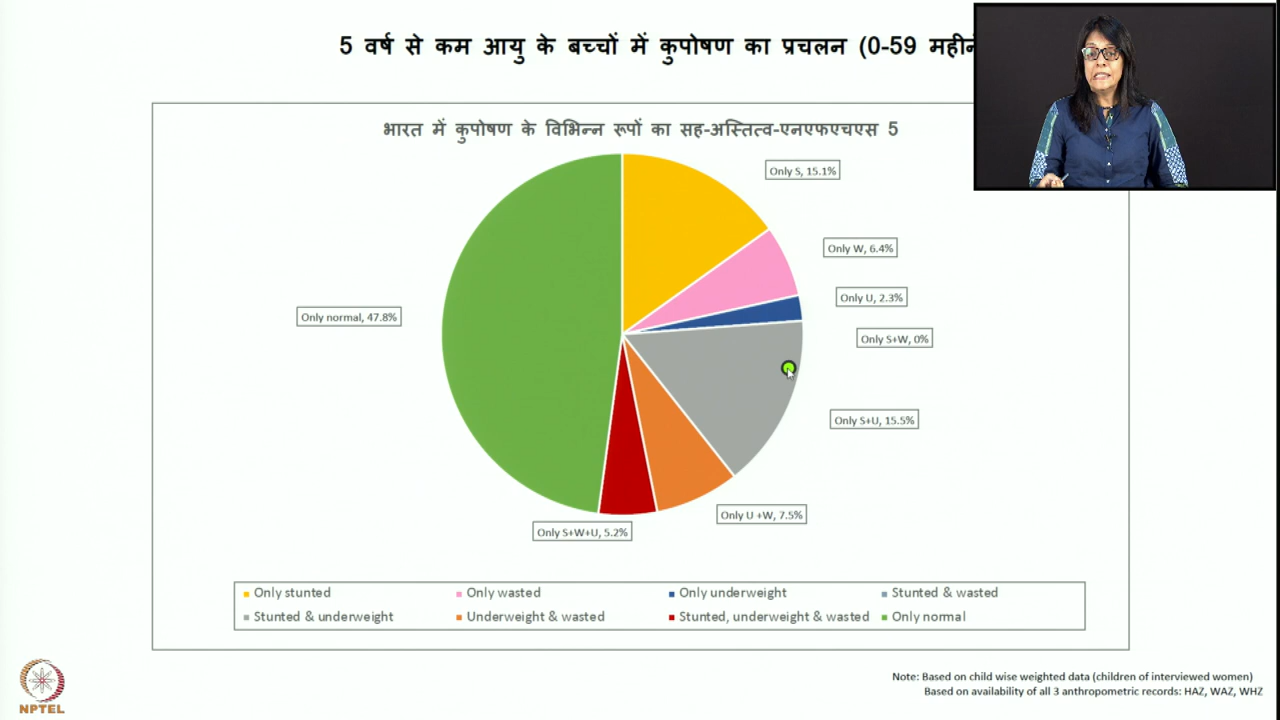 5 वर्ष से कम आयु के बच्चों में कुपोषण का प्रचलन (0-59
भारत में कुपोषण के विभिन्न रूपों का सह-अस्तित्व-एनएफएचएस 5
Only S, 15.1%
Only W, 6.4%
Only U, 2.3%
Only normal, 47.8%
Only S+W, 0%
Only S+U, 15.5%
Only U +W, 7.5%
Only S+W+U, 5.2%
Only stunted Only wasted Only underweight Stunted & wasted
Stunted & underweight Underweight & wasted Stunted, underweight & wasted Only normal
Note: Based on child wise weighted data (children of interviewed women)
Based on availability of all 3 anthropometric records: HAZ, WAZ, WHZ
NPTEL